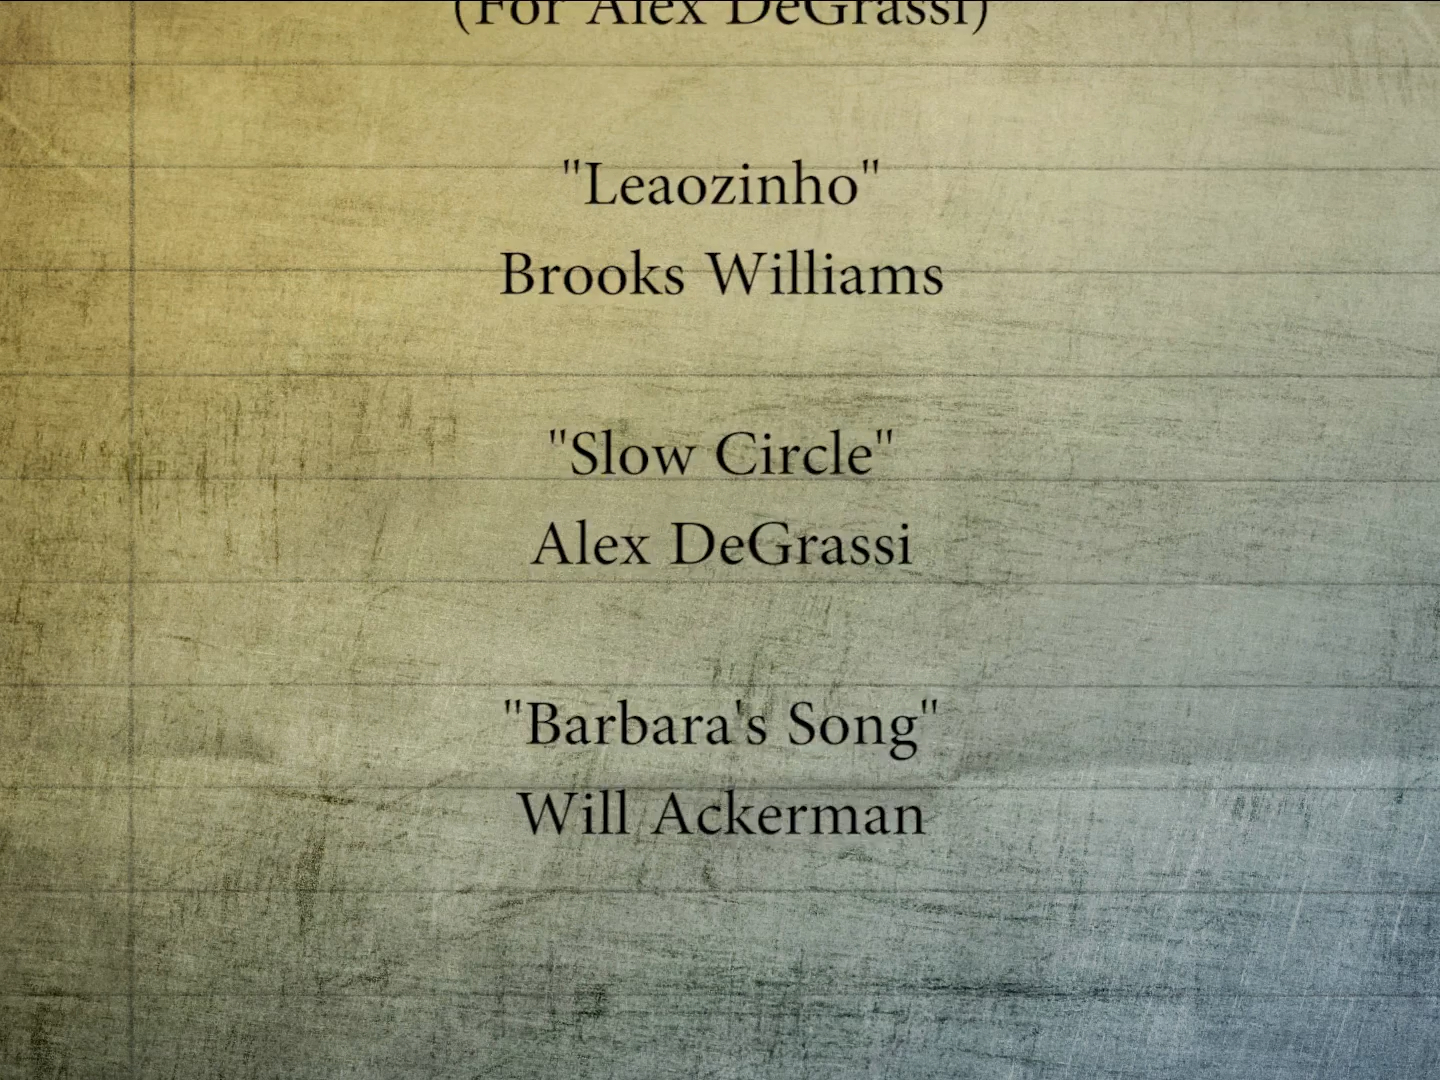 (For Alex DeGrassi)
"Leaozinho"
Brooks Williams
"Slow Circle"
Alex DeGrassi
"Barbara's Song"
Will Ackerman